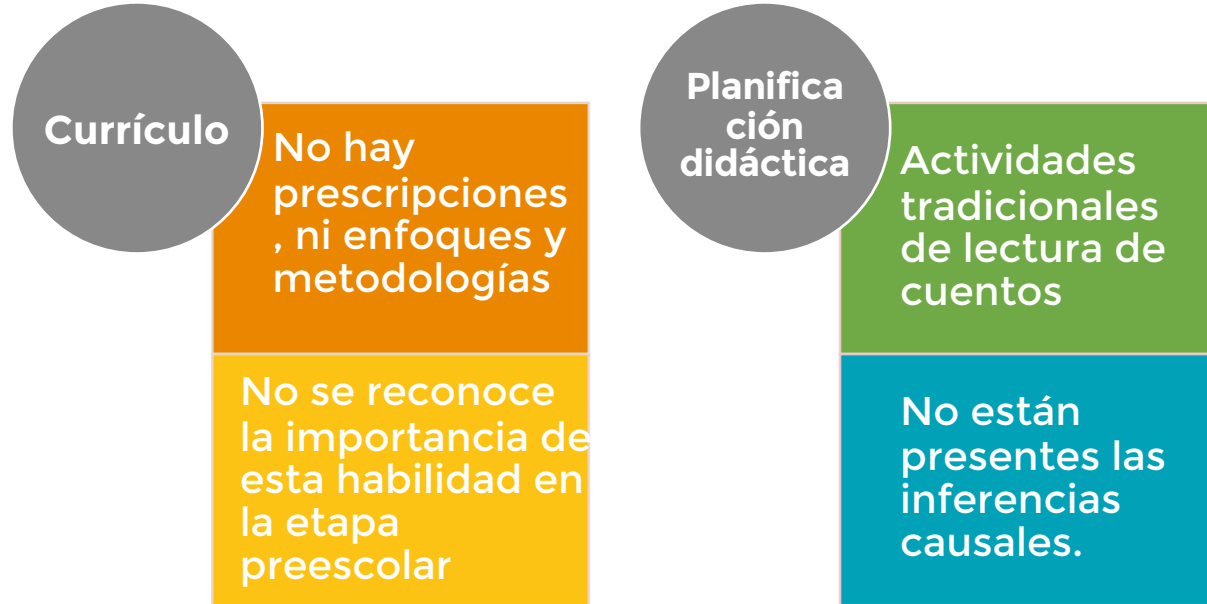 Currículo
No hay
prescripciones
, ni enfoques y
metodologías
No se reconoce
la importancia de
esta habilidad en
la etapa
preescolar
Planifica
ción
didáctica
Actividades
tradicionales
de lectura de
cuentos
No están
presentes las
inferencias
causales.